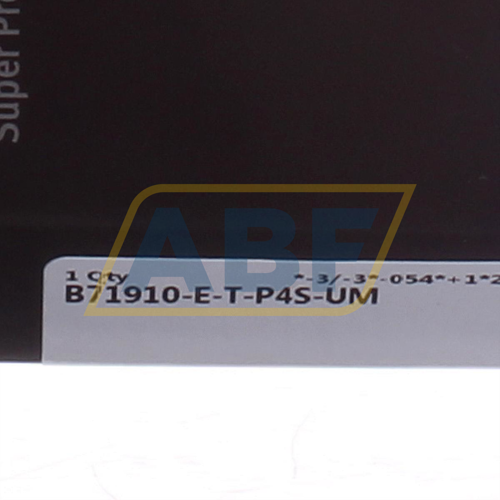 Super Pr
ABF
1 Qty *-3/-3*-054*+1*2
B71910-E-T-P4S-UM